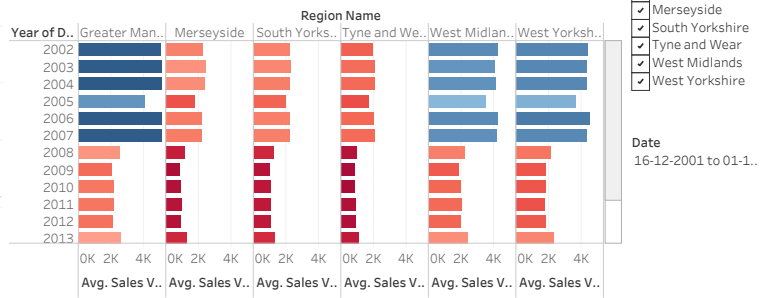 Region Name
Year of D.. Greater Man.. Merseyside South Yorks.. Tyne and We.. West Midlan.. West Yorksh..
2002
2003
2004
2005
2006
2007
2008
2009
2010
2011
2012
2013
0K 2K 4K 0K 2K 4K 0K 2K 4K 0K 2K 4K 0K 2K 4K 0K 2K 4K
Avg. Sales V.. Avg. Sales V.. Avg. Sales V.. Avg. Sales V.. Avg. Sales V.. Avg. Sales V..
Merseyside
South Yorkshire
Tyne and Wear
West Midlands
West Yorkshire
Date
16-12-2001 to 01-1..